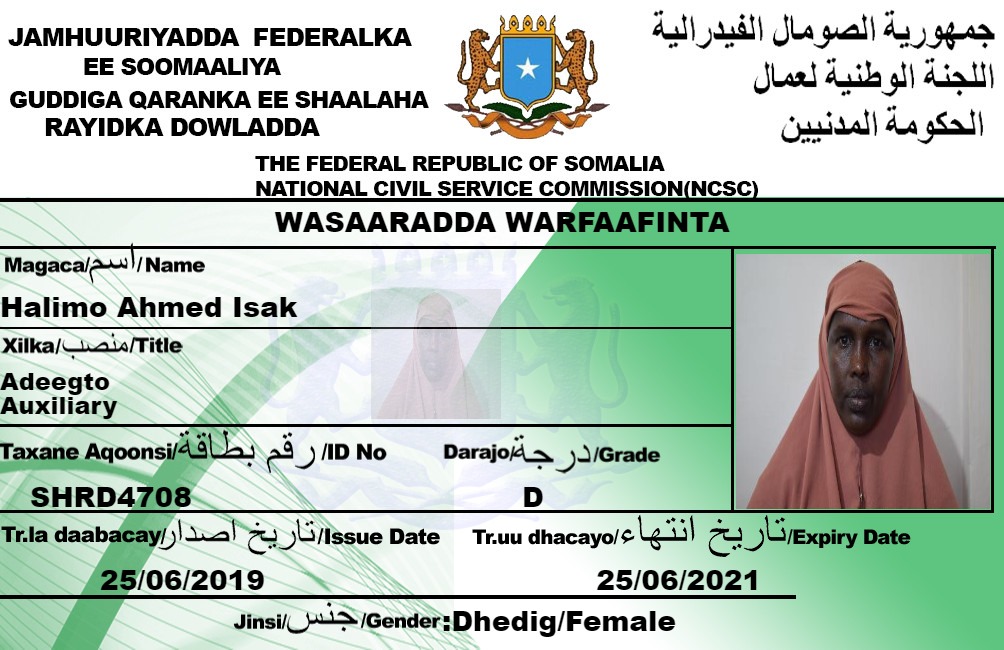 JAMHUURIYADDA FEDERALKA
EE SOOMAALIYA
GUDDIGA QARANKA EE SHAALAHA
RAYIDKA DOWLADDA
جمهورية الصومال الفيدرالية
اللجنة الوطنية لعمال
الحكومة المدنيين
THE FEDERAL REPUBLIC OF SOMALIA
NATIONAL CIVIL SERVICE COMMISSION(NCSC)
WASAARADDA WARFAAFINTA
Magaca/اسم/Name
Halimo Ahmed Isak
Xilka/منصب/Title
Adeegto
Auxiliary
Taxane Aqoonsi/رقم بطاقة/ID No
SHRD4708
Darajo/درجة/Grade
D
Tr.la daabacay/تاريخ اصدار/Issue Date
25/06/2019
Tr.uu dhacayo/تاريخ انتهاء/Expiry Date
25/06/2021
Jinsi/جنس/Gender:Dhedig/Female